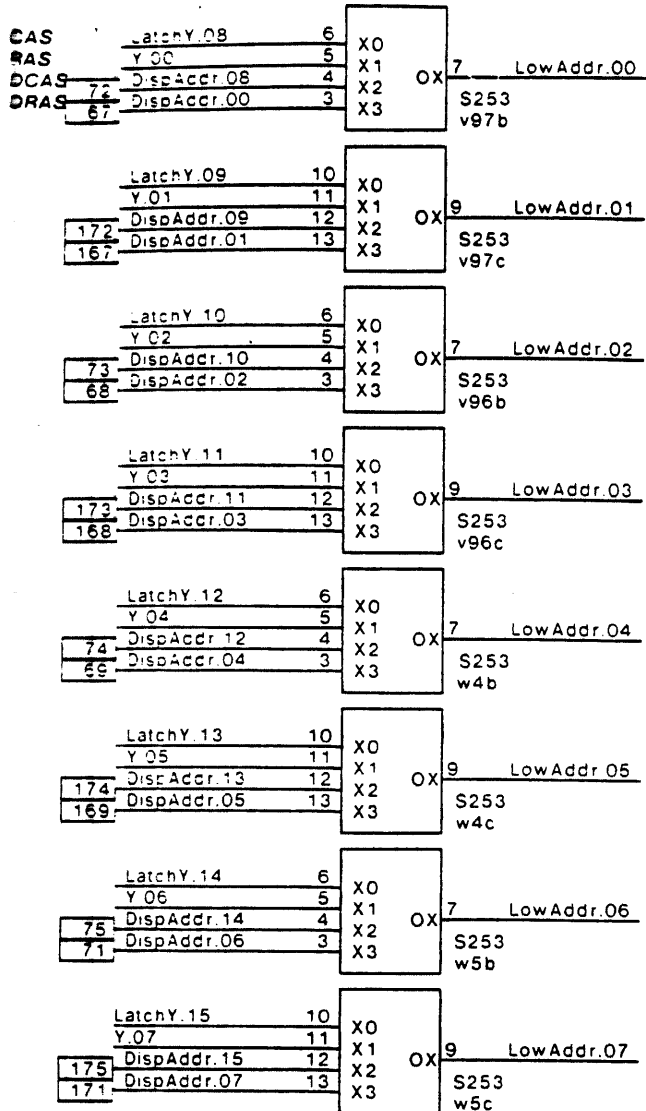 CAS LatchY.08 6 X0
RAS Y.00 5 X1 OX 7 LowAddr.00
DCAS 72 DispAddr.08 4 X2
DRAS 67 DispAddr.00 3 X3 S253
v97b
LatchY.09 10 X0
Y.01 11 X1 OX 9 LowAddr.01
172 DispAddr.09 12 X2
167 DispAddr.01 13 X3 S253
v97c
LatchY.10 6 X0
Y.02 5 X1 OX 7 LowAddr.02
73 DispAddr.10 4 X2
68 DispAddr.02 3 X3 S253
v96b
LatchY.11 10 X0
Y.03 11 X1 OX 9 LowAddr.03
173 DispAddr.11 12 X2
168 DispAddr.03 13 X3 S253
v96c
LatchY.12 6 X0
Y.04 5 X1 OX 7 LowAddr.04
74 DispAddr.12 4 X2
69 DispAddr.04 3 X3 S253
w4b
LatchY.13 10 X0
Y.05 11 X1 OX 9 LowAddr.05
174 DispAddr.13 12 X2
169 DispAddr.05 13 X3 S253
w4c
LatchY.14 6 X0
Y.06 5 X1 OX 7 LowAddr.06
75 DispAddr.14 4 X2
71 DispAddr.06 3 X3 S253
w5b
LatchY.15 10 X0
Y.07 11 X1 OX 9 LowAddr.07
175 DispAddr.15 12 X2
171 DispAddr.07 13 X3 S253
w5c